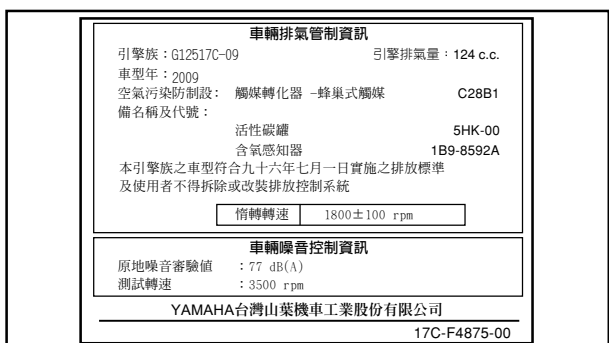 車輛排氣管制資訊
引擎族：G12517C-09 引擎排氣量：124 c.c.
車型年：2009
空氣污染防制設： 觸媒轉化器 -蜂巢式觸媒 C28B1
備名稱及代號：
活性碳罐 5HK-00
含氧感知器 1B9-8592A
本引擎族之車型符合九十六年七月一日實施之排放標準
及使用者不得拆除或改裝排放控制系統
惰轉轉速 1800±100 rpm
車輛噪音控制資訊
原地噪音審驗值 ：77 dB(A)
測試轉速 ：3500 rpm
YAMAHA台灣山葉機車工業股份有限公司
17C-F4875-00